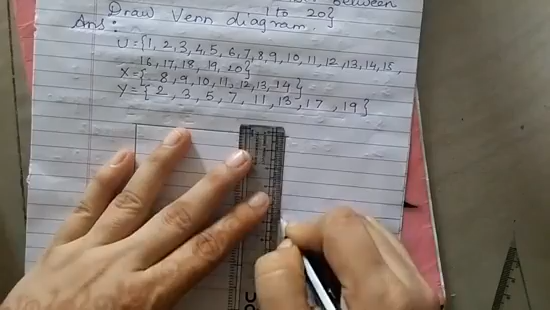 between
Draw Venn diagram. 1 to 20}
Ans:
U = {1, 2, 3, 4, 5, 6, 7, 8, 9, 10, 11, 12, 13, 14, 15,
16, 17, 18, 19, 20}
X = { 8, 9, 10, 11, 12, 13, 14}
Y = { 2, 3, 5, 7, 11, 13, 17, 19}